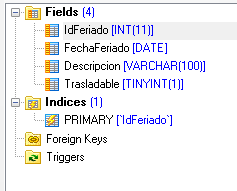 Fields (4)
IdFeriado [INT(11)]
FechaFeriado [DATE]
Descripcion [VARCHAR(100)]
Trasladable [TINYINT(1)]
Indices (1)
PRIMARY [`IdFeriado`]
Foreign Keys
Triggers